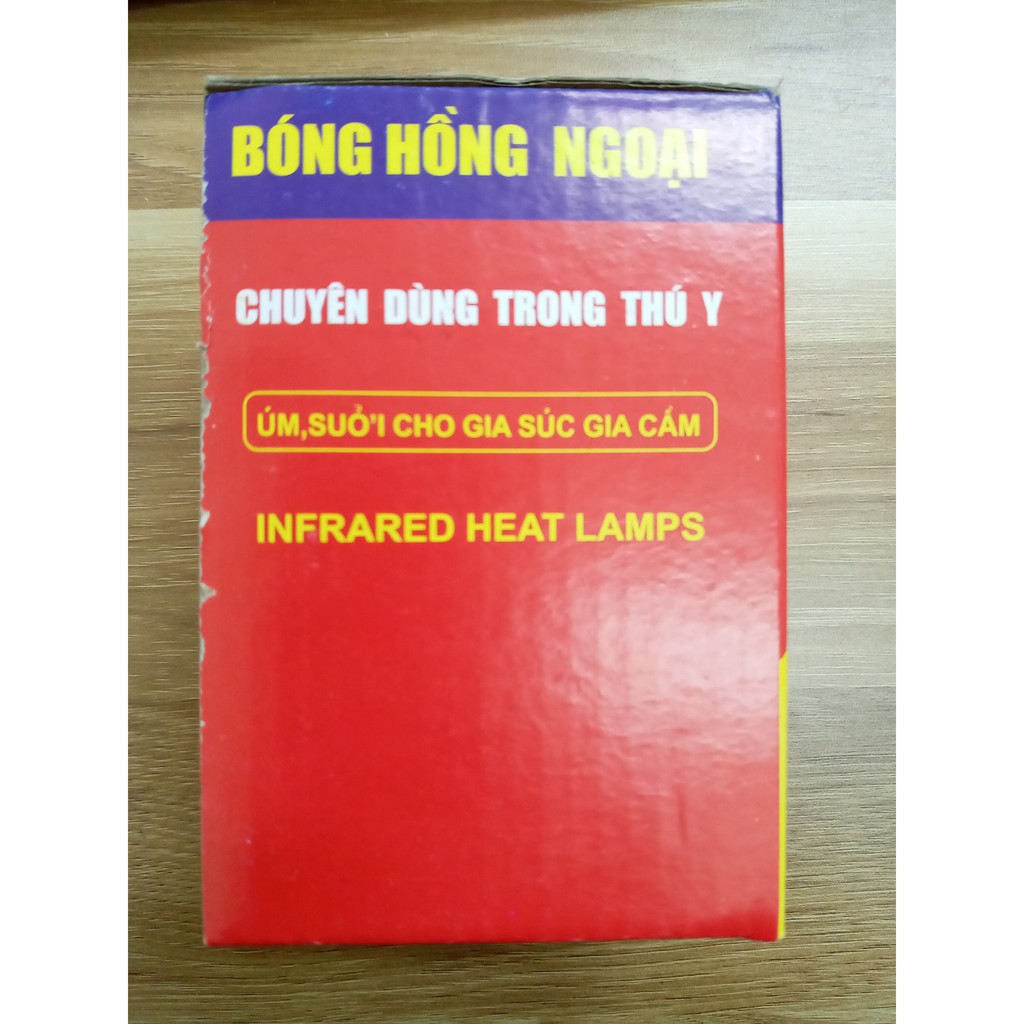 BÓNG HỒNG NGOẠI
CHUYÊN DÙNG TRONG THÚ Y
ÚM,SUỞI CHO GIA SÚC GIA CẦM
INFRARED HEAT LAMPS